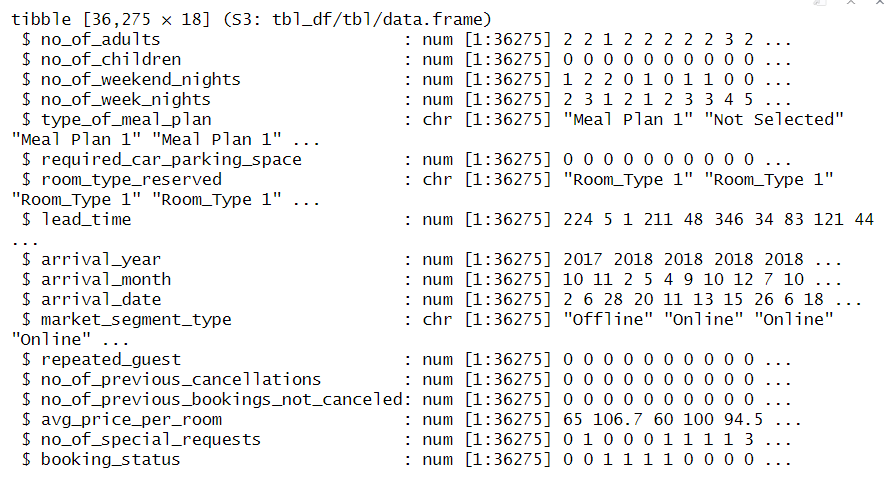 tibble [36,275 × 18] (S3: tbl_df/tbl/data.frame)
 $ no_of_adults                        : num [1:36275] 2 2 1 2 2 2 2 2 3 2 ...
 $ no_of_children                      : num [1:36275] 0 0 0 0 0 0 0 0 0 0 ...
 $ no_of_weekend_nights                : num [1:36275] 1 2 2 0 1 0 1 1 0 0 ...
 $ no_of_week_nights                   : num [1:36275] 2 3 1 2 1 2 3 3 4 5 ...
 $ type_of_meal_plan                   : chr [1:36275] "Meal Plan 1" "Not Selected"
"Meal Plan 1" "Meal Plan 1" ...
 $ required_car_parking_space          : num [1:36275] 0 0 0 0 0 0 0 0 0 0 ...
 $ room_type_reserved                  : chr [1:36275] "Room_Type 1" "Room_Type 1"
"Room_Type 1" "Room_Type 1" ...
 $ lead_time                           : num [1:36275] 224 5 1 211 48 346 34 83 121 44
...
 $ arrival_year                        : num [1:36275] 2017 2018 2018 2018 2018 ...
 $ arrival_month                       : num [1:36275] 10 11 2 5 4 9 10 12 7 10 ...
 $ arrival_date                        : num [1:36275] 2 6 28 20 11 13 15 26 6 18 ...
 $ market_segment_type                 : chr [1:36275] "Offline" "Online" "Online"
"Online" ...
 $ repeated_guest                      : num [1:36275] 0 0 0 0 0 0 0 0 0 0 ...
 $ no_of_previous_cancellations        : num [1:36275] 0 0 0 0 0 0 0 0 0 0 ...
 $ no_of_previous_bookings_not_canceled: num [1:36275] 0 0 0 0 0 0 0 0 0 0 ...
 $ avg_price_per_room                  : num [1:36275] 65 106.7 60 100 94.5 ...
 $ no_of_special_requests              : num [1:36275] 0 1 0 0 0 1 1 1 1 3 ...
 $ booking_status                      : num [1:36275] 0 0 1 1 1 1 0 0 0 0 ...